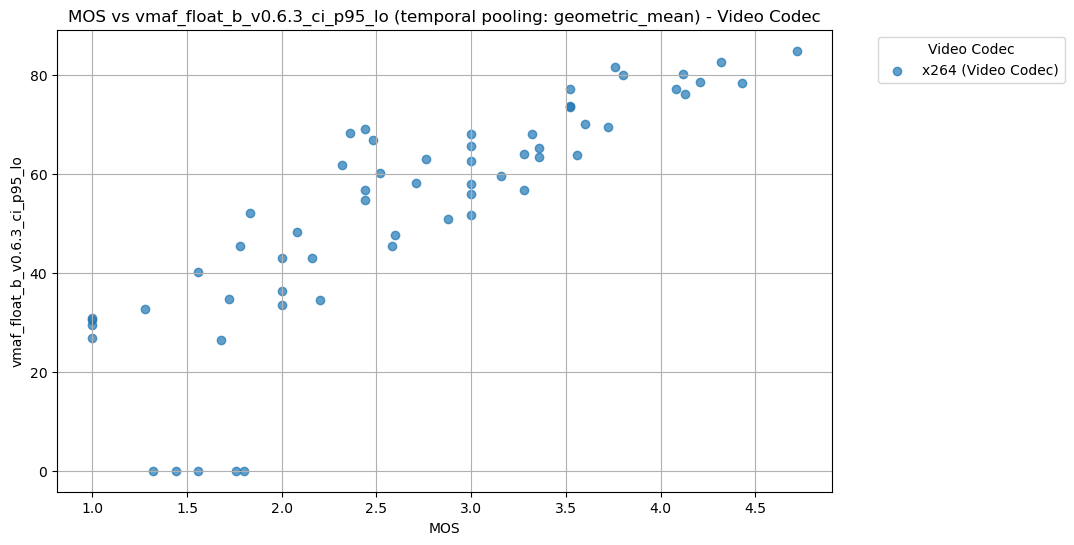 MOS vs vmaf_float_b_v0.6.3_ci_p95_lo (temporal pooling: geometric_mean) - Video Codec
Video Codec
x264 (Video Codec)
vmaf_float_b_v0.6.3_ci_p95_lo
80
60
40
20
0
1.0 1.5 2.0 2.5 3.0 3.5 4.0 4.5
MOS